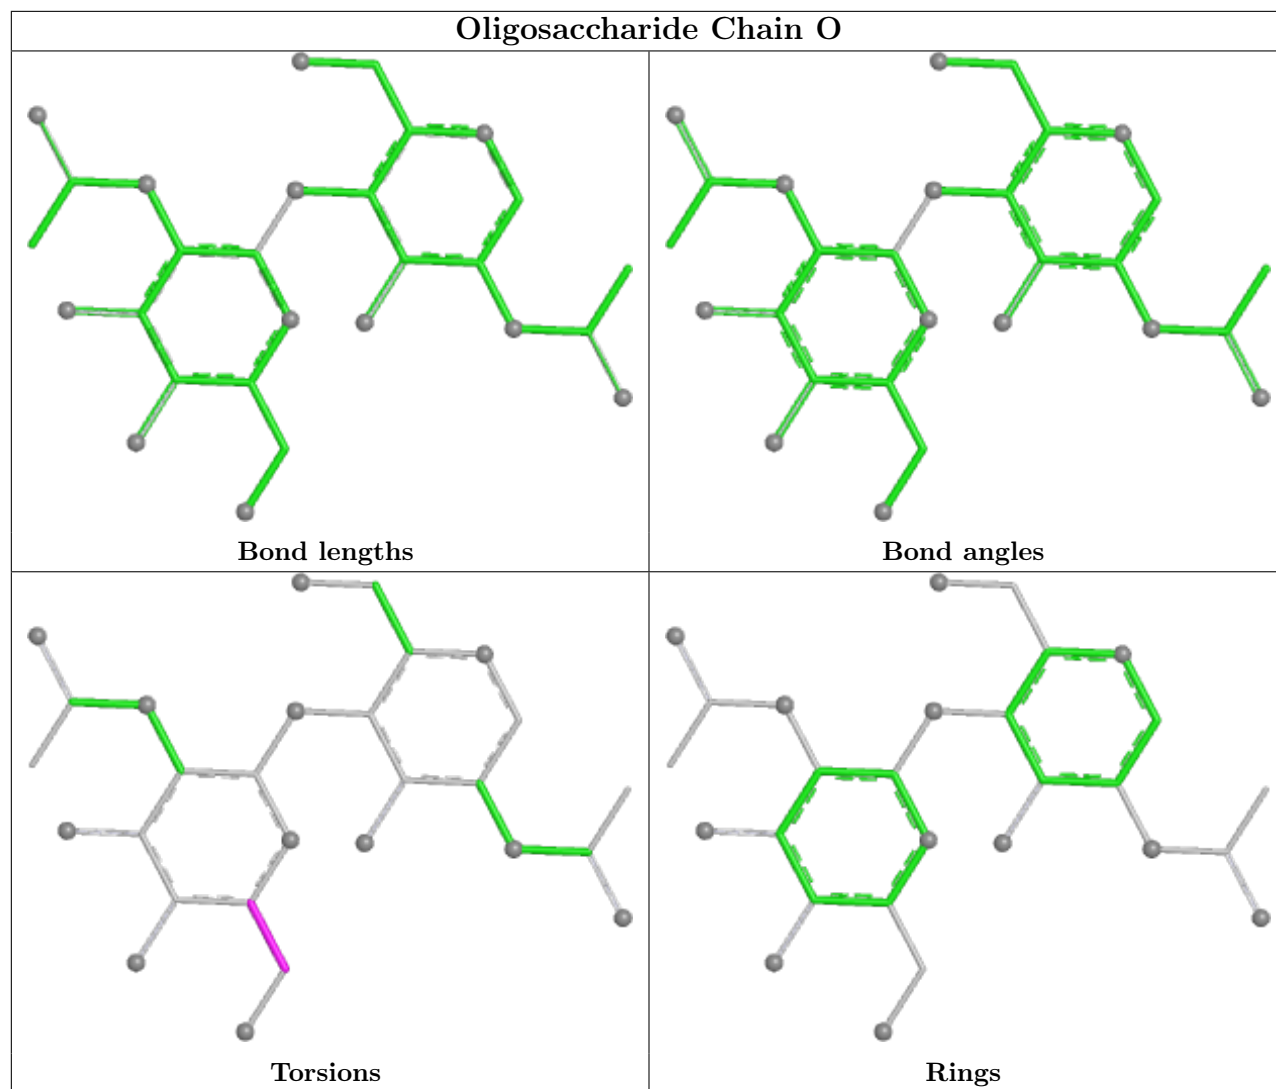 Oligosaccharide Chain O
Bond lengths
Bond angles
Torsions
Rings